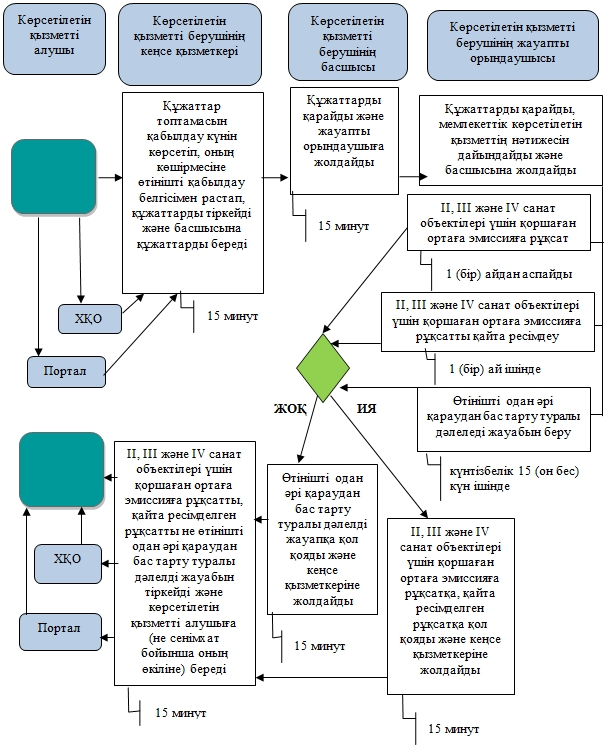 Көрсетілетін
қызметті
алушы
Көрсетілетін
қызметті берушінің
кеңсе қызметкері
Көрсетілетін
қызметті
берушінің
басшысы
Көрсетілетін қызметті
берушінің жауапты
орындаушысы
Құжаттар
топтамасын
қабылдау күнін
көрсетіп, оның
көшірмесіне
өтінішті қабылдау
белгісімен растап,
құжаттарды тіркейді
және басшысына
құжаттарды береді
15 минут
Құжаттарды
қарайды және
жауапты
орындаушыға
жолдайды
15 минут
Құжаттарды қарайды,
мемлекеттік көрсетілетін
қызметтің нәтижесін
дайындайды және
басшысына жолдайды
ІІ, ІІІ және IV санат
объектілері үшін қоршаған
ортаға эмиссияға рұқсат
1 (бір) айдан аспайды
ІІ, ІІІ және IV санат объектілері
үшін қоршаған ортаға эмиссияға
рұқсатты қайта ресімдеу
1 (бір) ай ішінде
Өтінішті одан әрі
қараудан бас тарту туралы
дәлеледі жауабын беру
күнтізбелік 15 (он бес)
күн ішінде
ХҚО
Портал
ЖОҚ
ИЯ
ІІ, ІІІ және IV санат
объектілері үшін қоршаған
ортаға эмиссияға рұқсатты,
қайта ресімделген
рұқсатты не өтінішті
одан әрі қараудан
бас тарту туралы
дәлелді жауабын
тіркейді және
көрсетілетін
қызметті алушыға
(не сенімхат
бойынша оның
өкіліне) береді
15 минут
Өтінішті одан
әрі қараудан
бас тарту
туралы дәлелді
жауапқа қол
қояды және
кеңсе
қызметкеріне
жолдайды
15 минут
ІІ, ІІІ және IV
санат объектілері
үшін қоршаған
ортаға эмиссияға
рұқсатқа, қайта
ресімделген
рұқсатқа қол
қояды және кеңсе
қызметкеріне
жолдайды
15 минут
ХҚО
Портал